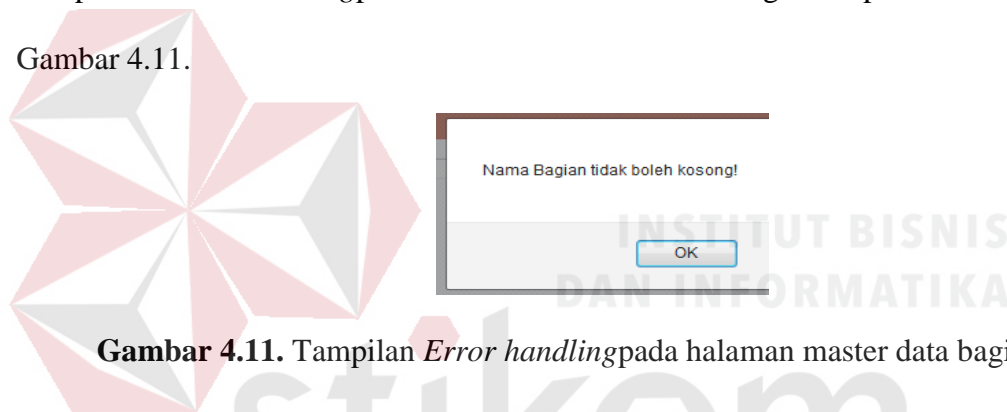 Gambar 4.11.
Nama Bagian tidak boleh kosong!
INSTITUT BISNIS
OK
DAN INFORMATIKA
Gambar 4.11. Tampilan Error handlingpada halaman master data bagi
stikom